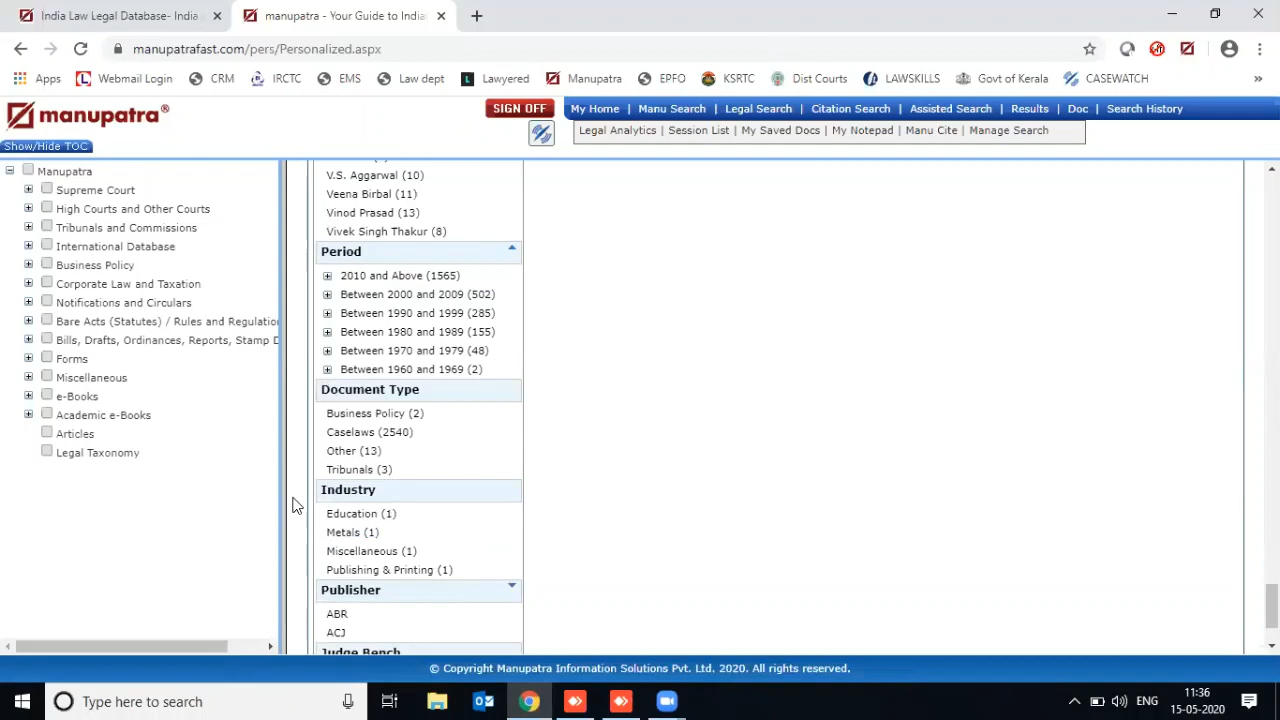 India Law Legal Database- India
manupatra - Your Guide to India
manupatrafast.com/pers/Personalized.aspx
Apps Webmail Login CRM IRCTC EMS Law dept Lawyered Manupatra EPFO KSRTC Dist Courts LAWSKILLS Govt of Kerala CASEWATCH »
manupatra®
SIGN OFF
My Home | Manu Search | Legal Search | Citation Search | Assisted Search | Results | Doc | Search History
Legal Analytics | Session List | My Saved Docs | My Notepad | Manu Cite | Manage Search
Show/Hide TOC
Manupatra
Supreme Court
High Courts and Other Courts
Tribunals and Commissions
International Database
Business Policy
Corporate Law and Taxation
Notifications and Circulars
Bare Acts (Statutes) / Rules and Regulation
Bills, Drafts, Ordinances, Reports, Stamp D
Forms
Miscellaneous
e-Books
Academic e-Books
Articles
Legal Taxonomy
V.S. Aggarwal (10)
Veena Birbal (11)
Vinod Prasad (13)
Vivek Singh Thakur (8)
Period
2010 and Above (1565)
Between 2000 and 2009 (502)
Between 1990 and 1999 (285)
Between 1980 and 1989 (155)
Between 1970 and 1979 (48)
Between 1960 and 1969 (2)
Document Type
Business Policy (2)
Caselaws (2540)
Other (13)
Tribunals (3)
Industry
Education (1)
Metals (1)
Miscellaneous (1)
Publishing & Printing (1)
Publisher
ABR
ACJ
Judge Bench
© Copyright Manupatra Information Solutions Pvt. Ltd. 2020. All rights reserved.
Type here to search
ENG
11:36
15-05-2020